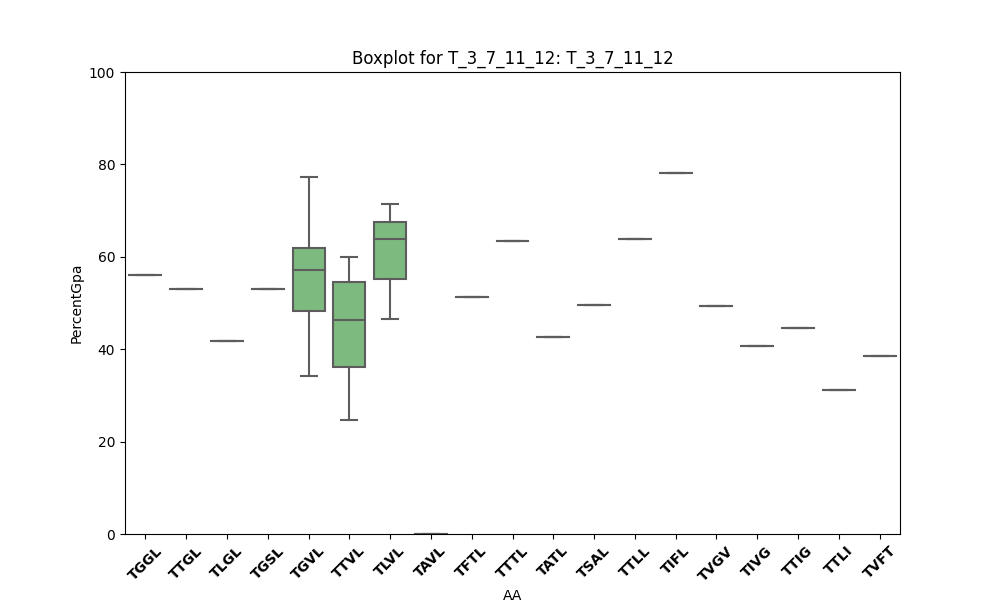 Boxplot for T_3_7_11_12: T_3_7_11_12
100
80
60
40
20
0
PercentGpa
TGGL TTGL TLGL TGSL TGVL TTVL TLVL TAVL TFTL TTTL TATL TSAL TTLL TIFL TVGV TIVG TTIG TTLI TVFT
AA